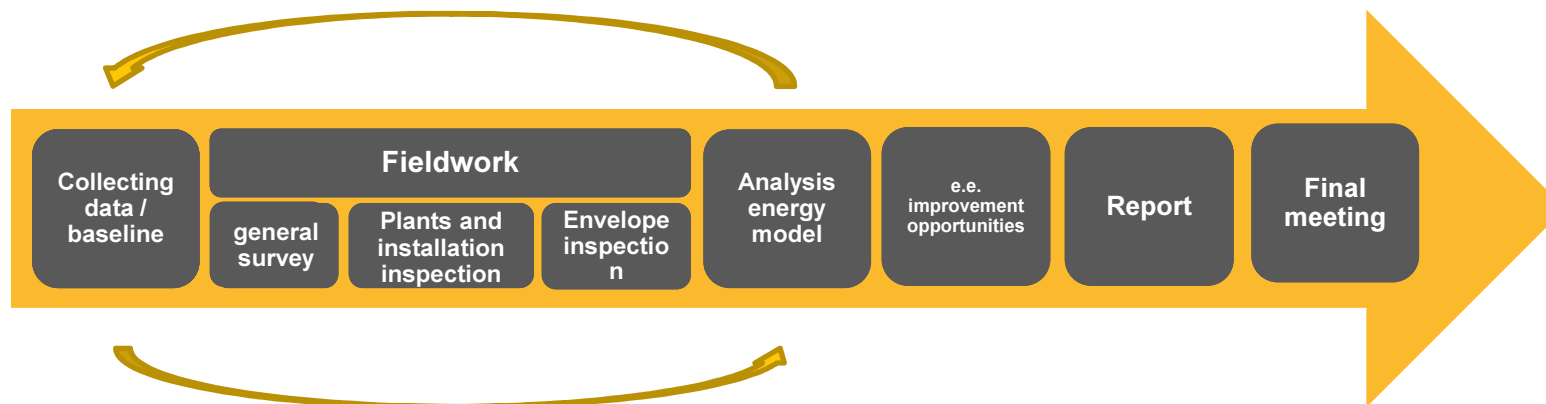 Collecting
data /
baseline
Fieldwork
general
survey
Plants and
installation
inspection
Envelope
inspectio
n
Analysis
energy
model
e.e.
improvement
opportunities
Report
Final
meeting